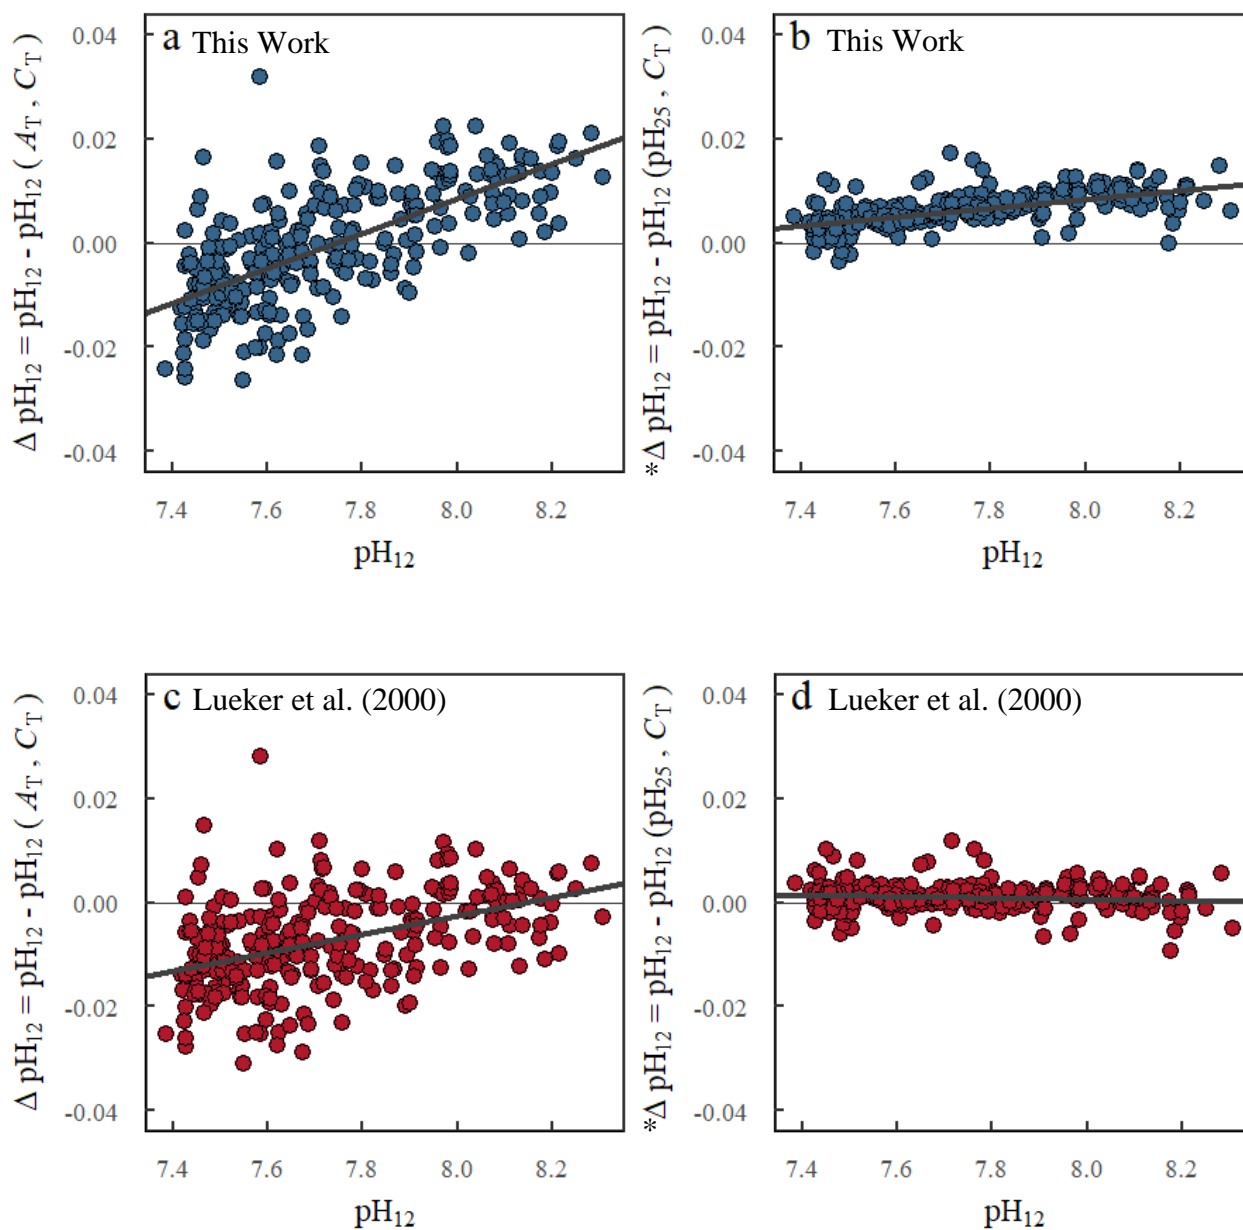 a This Work
0.04
0.02
0.00
-0.02
-0.04
Δ pH12 = pH12 - pH12 ( AT , CT )
7.4 7.6 7.8 8.0 8.2
pH12
b This Work
0.04
0.02
0.00
-0.02
-0.04
*Δ pH12 = pH12 - pH12 (pH25 , CT )
7.4 7.6 7.8 8.0 8.2
pH12
c Lueker et al. (2000)
0.04
0.02
0.00
-0.02
-0.04
Δ pH12 = pH12 - pH12 ( AT , CT )
7.4 7.6 7.8 8.0 8.2
pH12
d Lueker et al. (2000)
0.04
0.02
0.00
-0.02
-0.04
*Δ pH12 = pH12 - pH12 (pH25 , CT )
7.4 7.6 7.8 8.0 8.2
pH12